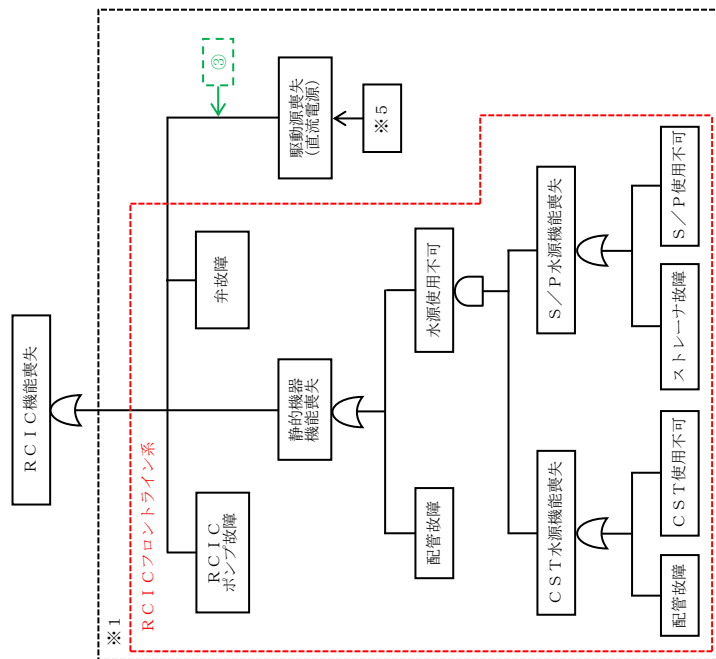 ＲＣＩＣ機能喪失
※１
ＲＣＩＣフロントライン系
ＲＣＩＣ
ポンプ故障
静的機器
機能喪失
弁故障
駆動源喪失
(直流電源)
③
※５
配管故障
水源使用不可
ＣＳＴ水源機能喪失
Ｓ／Ｐ水源機能喪失
配管故障
ＣＳＴ使用不可
ストレーナ故障
Ｓ／Ｐ使用不可